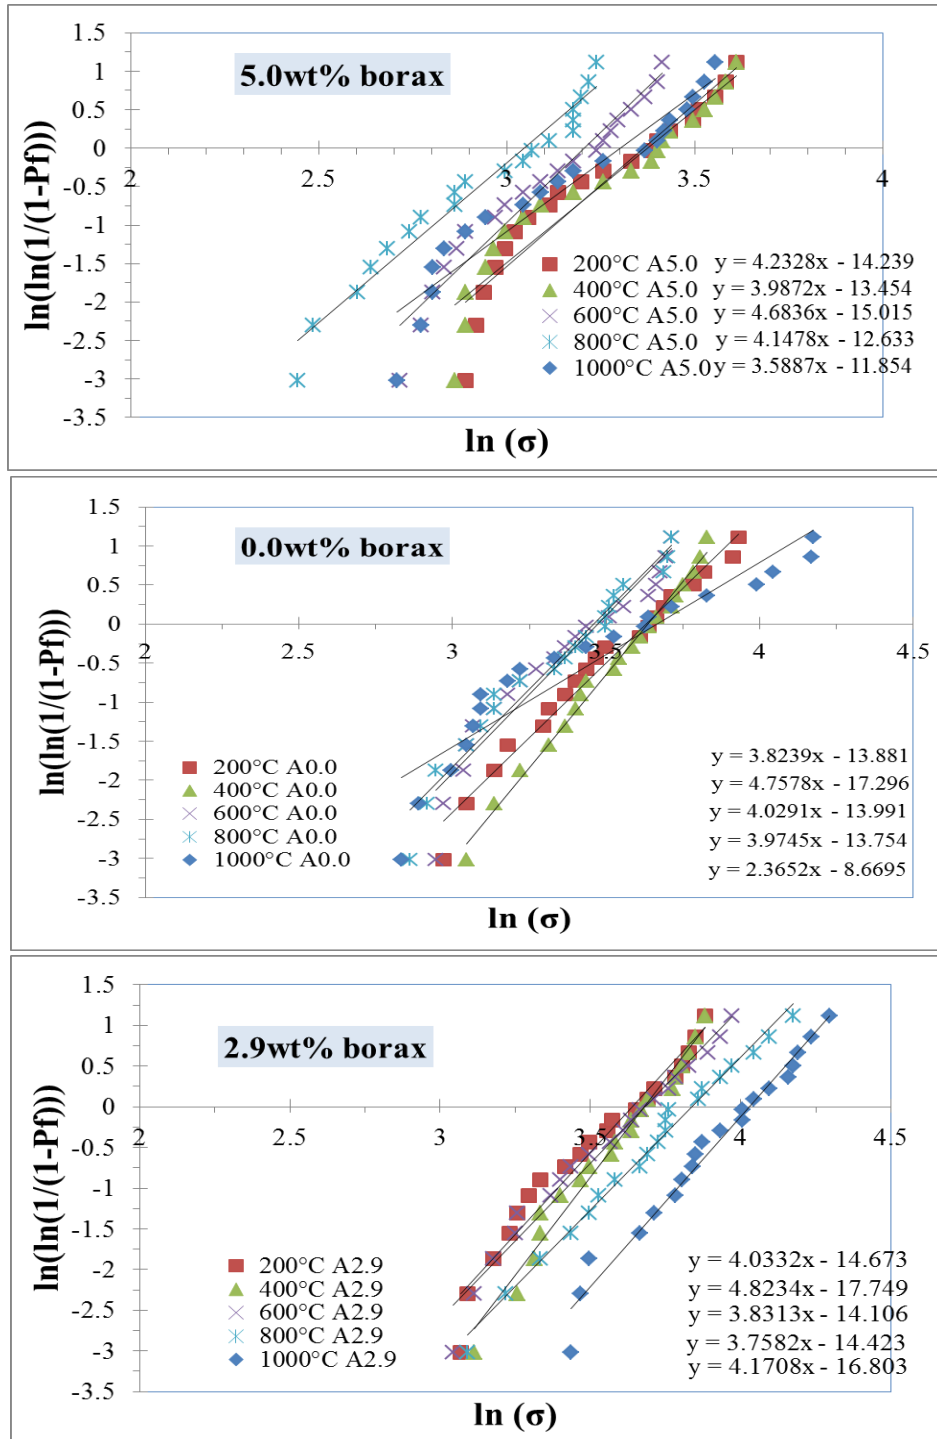 5.0wt% borax
1.5
1
0.5
0
-0.5
-1
-1.5
-2
-2.5
-3
-3.5
2
2.5
3
3.5
4
ln(ln(1/(1-Pf)))
ln (σ)
200°C A5.0 y = 4.2328x - 14.239
400°C A5.0 y = 3.9872x - 13.454
600°C A5.0 y = 4.6836x - 15.015
800°C A5.0 y = 4.1478x - 12.633
1000°C A5.0 y = 3.5887x - 11.854
0.0wt% borax
1.5
1
0.5
0
-0.5
-1
-1.5
-2
-2.5
-3
-3.5
2
2.5
3
3.5
4
4.5
ln(ln(1/(1-Pf)))
ln (σ)
200°C A0.0
400°C A0.0
600°C A0.0
800°C A0.0
1000°C A0.0
y = 3.8239x - 13.881
y = 4.7578x - 17.296
y = 4.0291x - 13.991
y = 3.9745x - 13.754
y = 2.3652x - 8.6695
2.9wt% borax
1.5
1
0.5
0
-0.5
-1
-1.5
-2
-2.5
-3
-3.5
2
2.5
3
3.5
4
4.5
ln(ln(1/(1-Pf)))
ln (σ)
200°C A2.9
400°C A2.9
600°C A2.9
800°C A2.9
1000°C A2.9
y = 4.0332x - 14.673
y = 4.8234x - 17.749
y = 3.8313x - 14.106
y = 3.7582x - 14.423
y = 4.1708x - 16.803